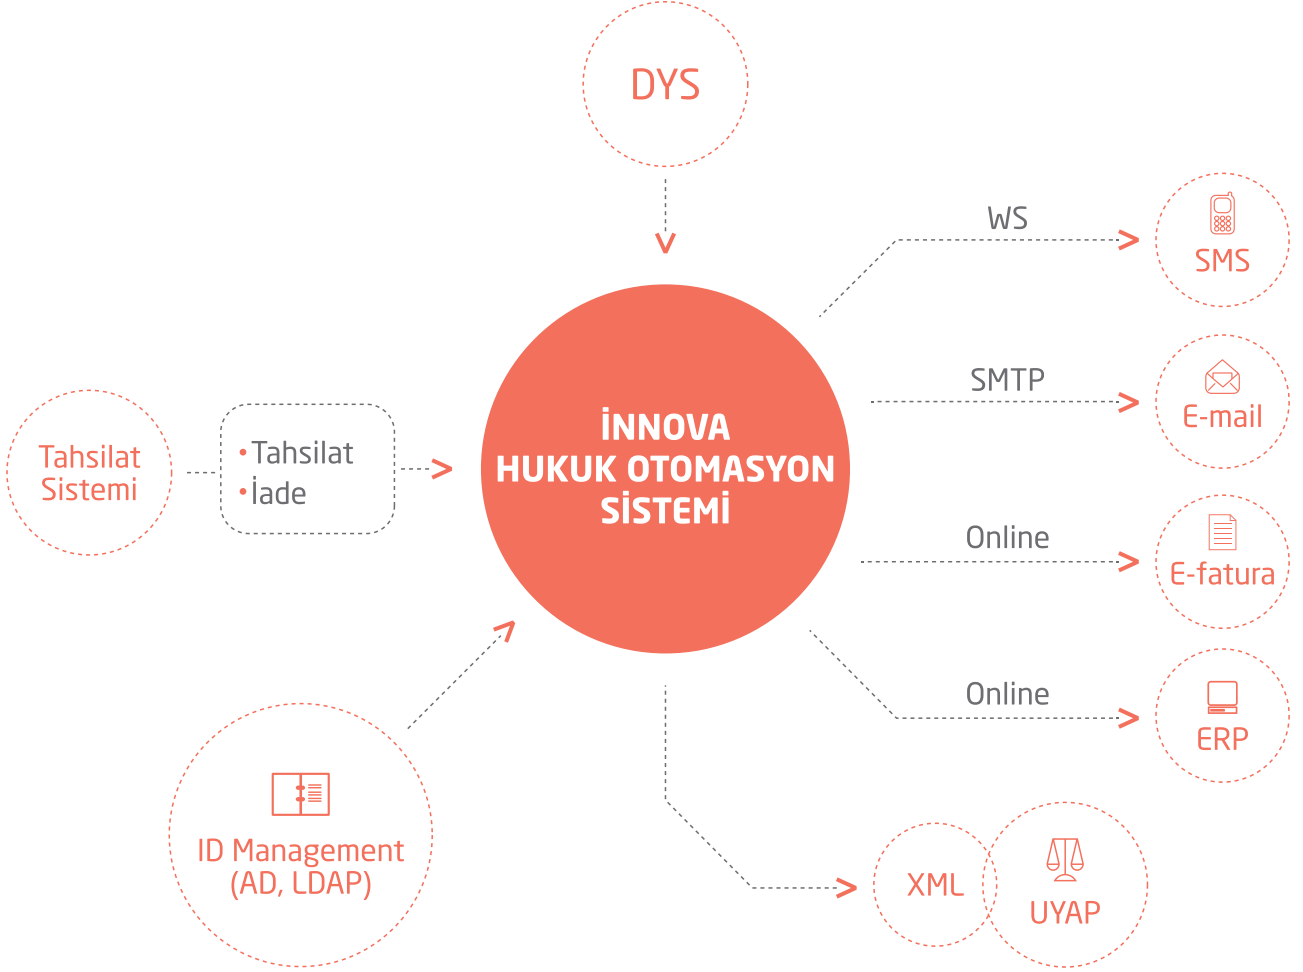 DYS
WS
SMS
SMTP
E-mail
Tahsilat
Sistemi
•Tahsilat
•İade
İNNOVA
HUKUK OTOMASYON
SİSTEMİ
Online
E-fatura
Online
ERP
ID Management
(AD, LDAP)
XML
UYAP